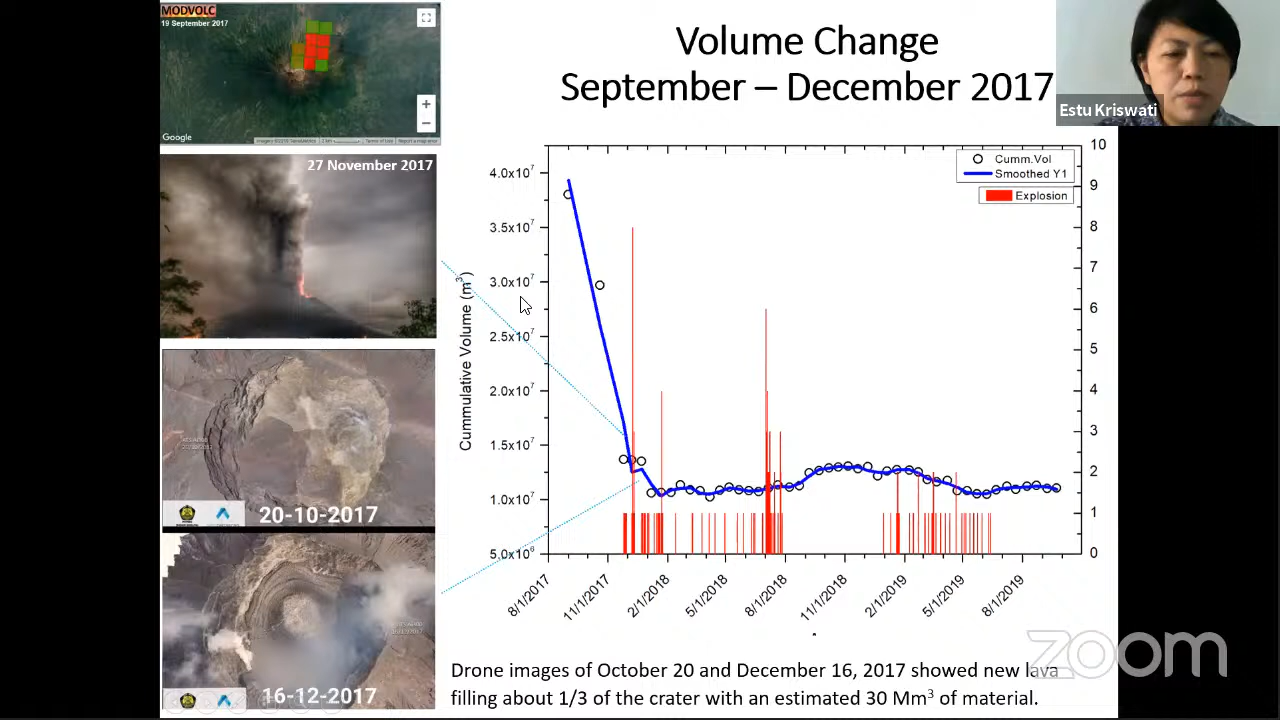 MODVOLC
19 September 2017
Google
27 November 2017
20-10-2017
16-12-2017
Volume Change
September – December 2017
Estu Kriswati
Cumm.Vol
Smoothed Y1
Explosion
Cummulative Volume (m³)
4.0x10⁷
3.5x10⁷
3.0x10⁷
2.5x10⁷
2.0x10⁷
1.5x10⁷
1.0x10⁷
5.0x10⁶
10
9
8
7
6
5
4
3
2
1
0
8/1/2017
11/1/2017
2/1/2018
5/1/2018
8/1/2018
11/1/2018
2/1/2019
5/1/2019
8/1/2019
Drone images of October 20 and December 16, 2017 showed new lava
filling about 1/3 of the crater with an estimated 30 Mm³ of material.
zoom